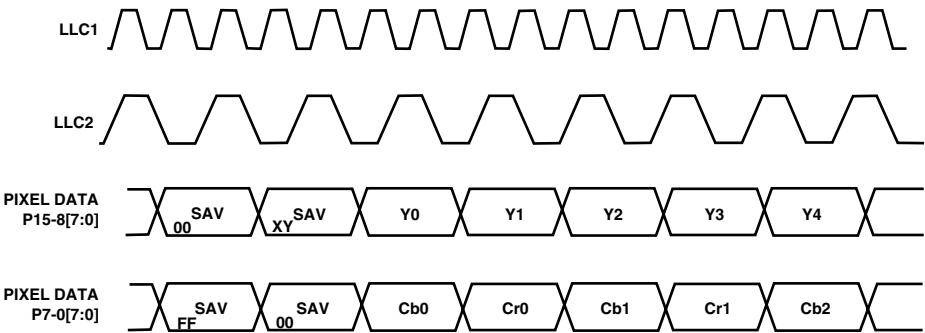 LLC1
LLC2
PIXEL DATA
P15-8[7:0]
00 SAV XY SAV Y0 Y1 Y2 Y3 Y4
PIXEL DATA
P7-0[7:0]
FF SAV 00 SAV Cb0 Cr0 Cb1 Cr1 Cb2